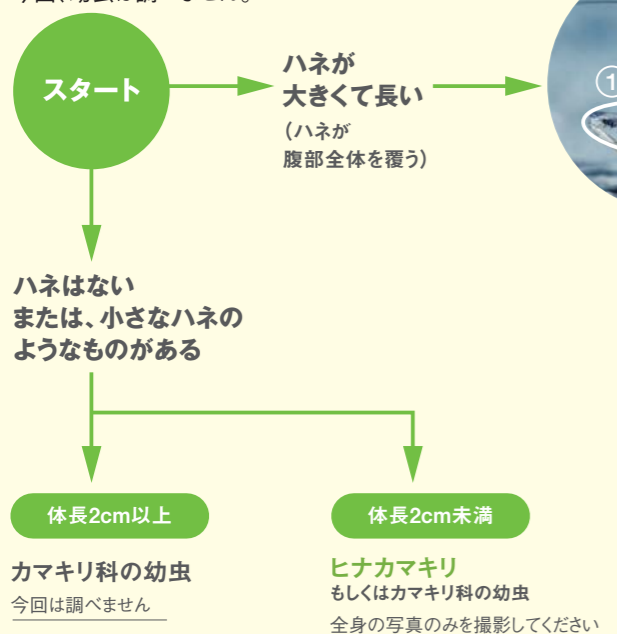 スタート
ハネが
大きくて長い
（ハネが
腹部全体を覆う）
①
ハネはない
または、小さなハネの
ようなものがある
体長2cm以上
体長2cm未満
カマキリ科の幼虫
今回は調べません
ヒナカマキリ
もしくはカマキリ科の幼虫
全身の写真のみを撮影してください